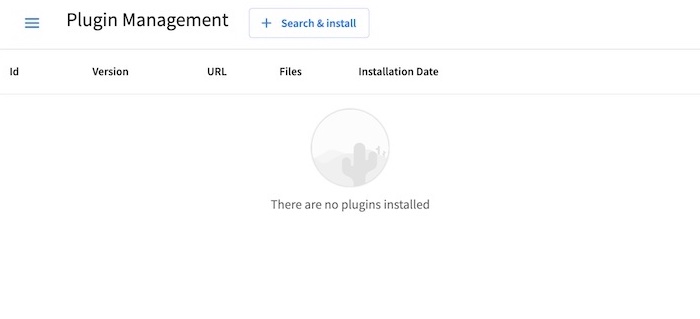 Plugin Management
Search & install
Id Version URL Files Installation Date
There are no plugins installed